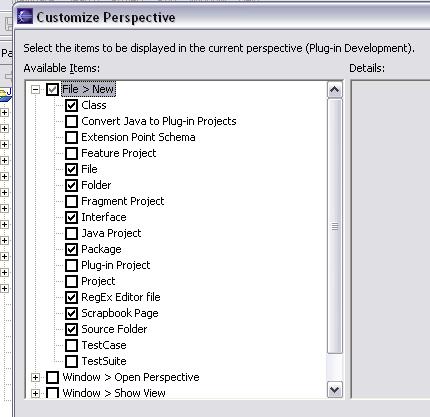 Customize Perspective
Select the items to be displayed in the current perspective (Plug-in Development).
Available Items:
Details:
File > New
Class
Convert Java to Plug-in Projects
Extension Point Schema
Feature Project
File
Folder
Fragment Project
Interface
Java Project
Package
Plug-in Project
Project
RegEx Editor file
Scrapbook Page
Source Folder
TestCase
TestSuite
Window > Open Perspective
Window > Show View
Pa